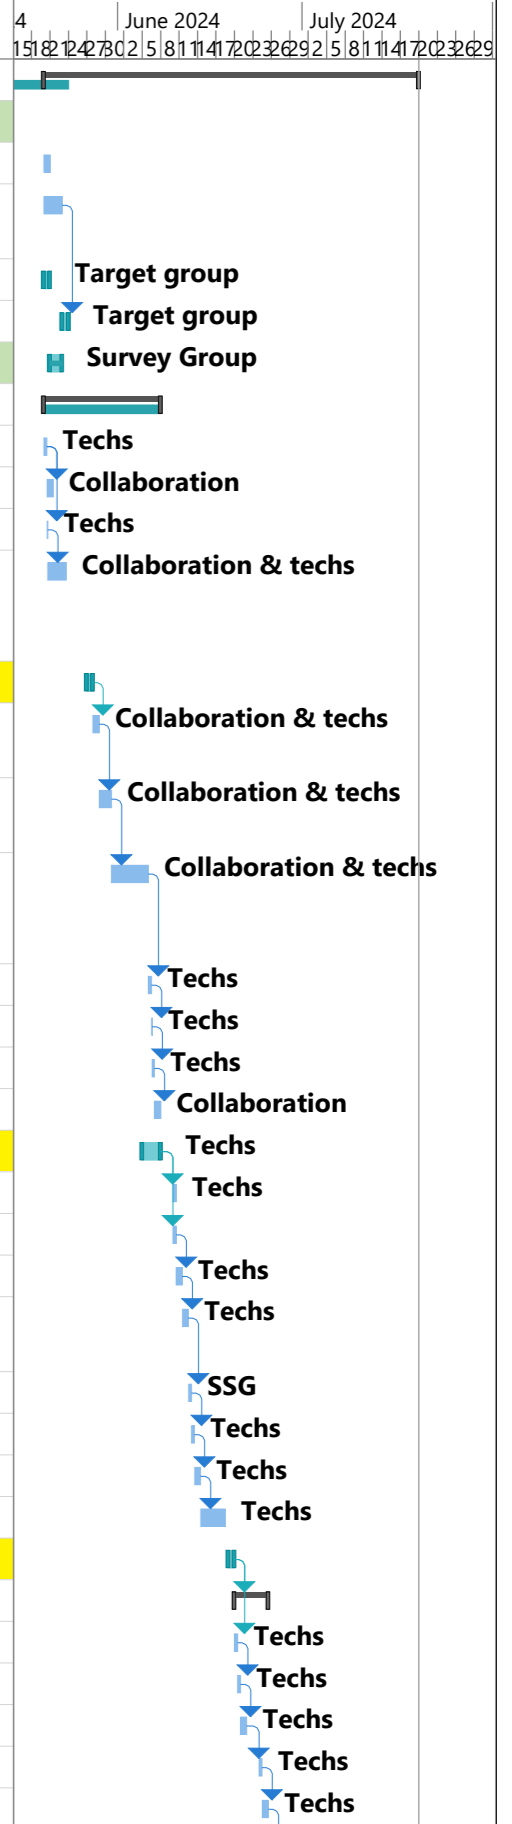 4 June 2024 July 2024
15 18 21 24 27 30 2 5 8 11 14 17 20 23 26 29 2 5 8 11 14 17 20 23 26 29
Target group
Target group
Survey Group
Techs
Collaboration
Techs
Collaboration & techs
Collaboration & techs
Collaboration & techs
Collaboration & techs
Techs
Techs
Techs
Collaboration
Techs
Techs
Techs
Techs
SSG
Techs
Techs
Techs
Techs
Techs
Techs
Techs
Techs